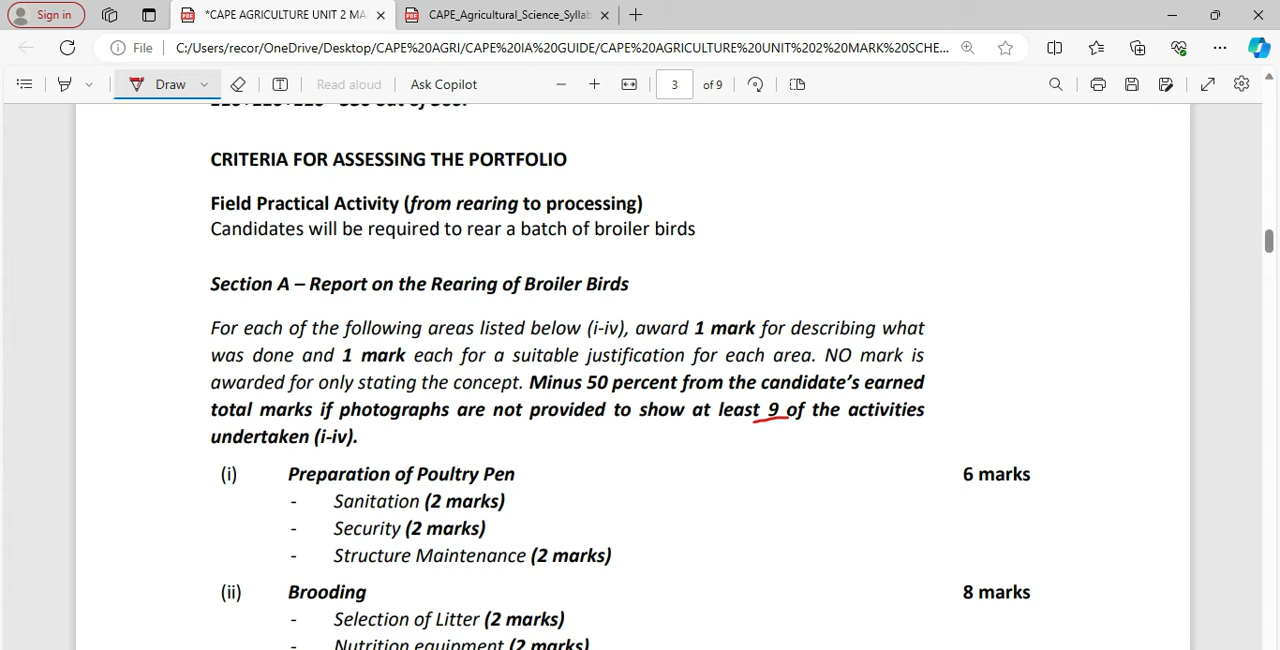 Sign in
*CAPE AGRICULTURE UNIT 2 MA
CAPE_Agricultural_Science_Sylla
File
C:/Users/recor/OneDrive/Desktop/CAPE%20AGRI/CAPE%20IA%20GUIDE/CAPE%20AGRICULTURE%20UNIT%202%20MARK%20SCHE...
Draw
Read aloud
Ask Copilot
3
of 9
CRITERIA FOR ASSESSING THE PORTFOLIO
Field Practical Activity (from rearing to processing)
Candidates will be required to rear a batch of broiler birds
Section A – Report on the Rearing of Broiler Birds
For each of the following areas listed below (i-iv), award 1 mark for describing what
was done and 1 mark each for a suitable justification for each area. NO mark is
awarded for only stating the concept. Minus 50 percent from the candidate’s earned
total marks if photographs are not provided to show at least 9 of the activities
undertaken (i-iv).
(i) Preparation of Poultry Pen 6 marks
- Sanitation (2 marks)
- Security (2 marks)
- Structure Maintenance (2 marks)
(ii) Brooding 8 marks
- Selection of Litter (2 marks)
- Nutrition equipment (2 marks)